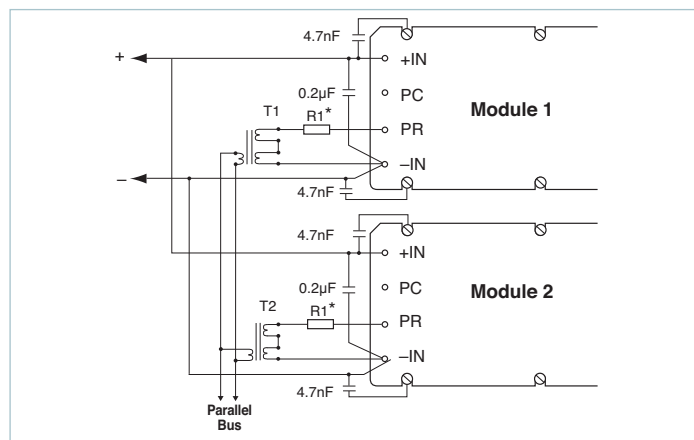 4.7nF
+
+IN
0.2µF
PC
Module 1
T1
R1*
PR
–IN
–
4.7nF
4.7nF
+IN
0.2µF
PC
Module 2
T2
R1*
PR
–IN
4.7nF
Parallel
Bus